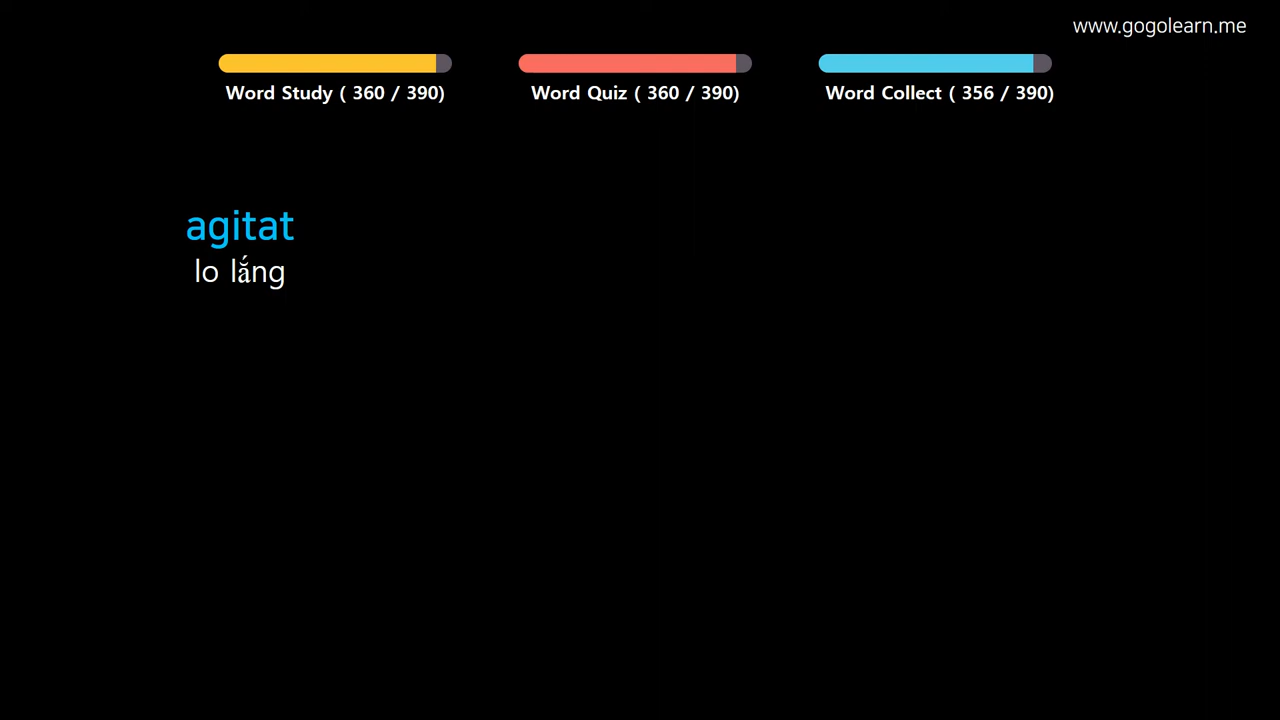 www.gogolearn.me
Word Study ( 360 / 390)
Word Quiz ( 360 / 390)
Word Collect ( 356 / 390)
agitat
lo lắng